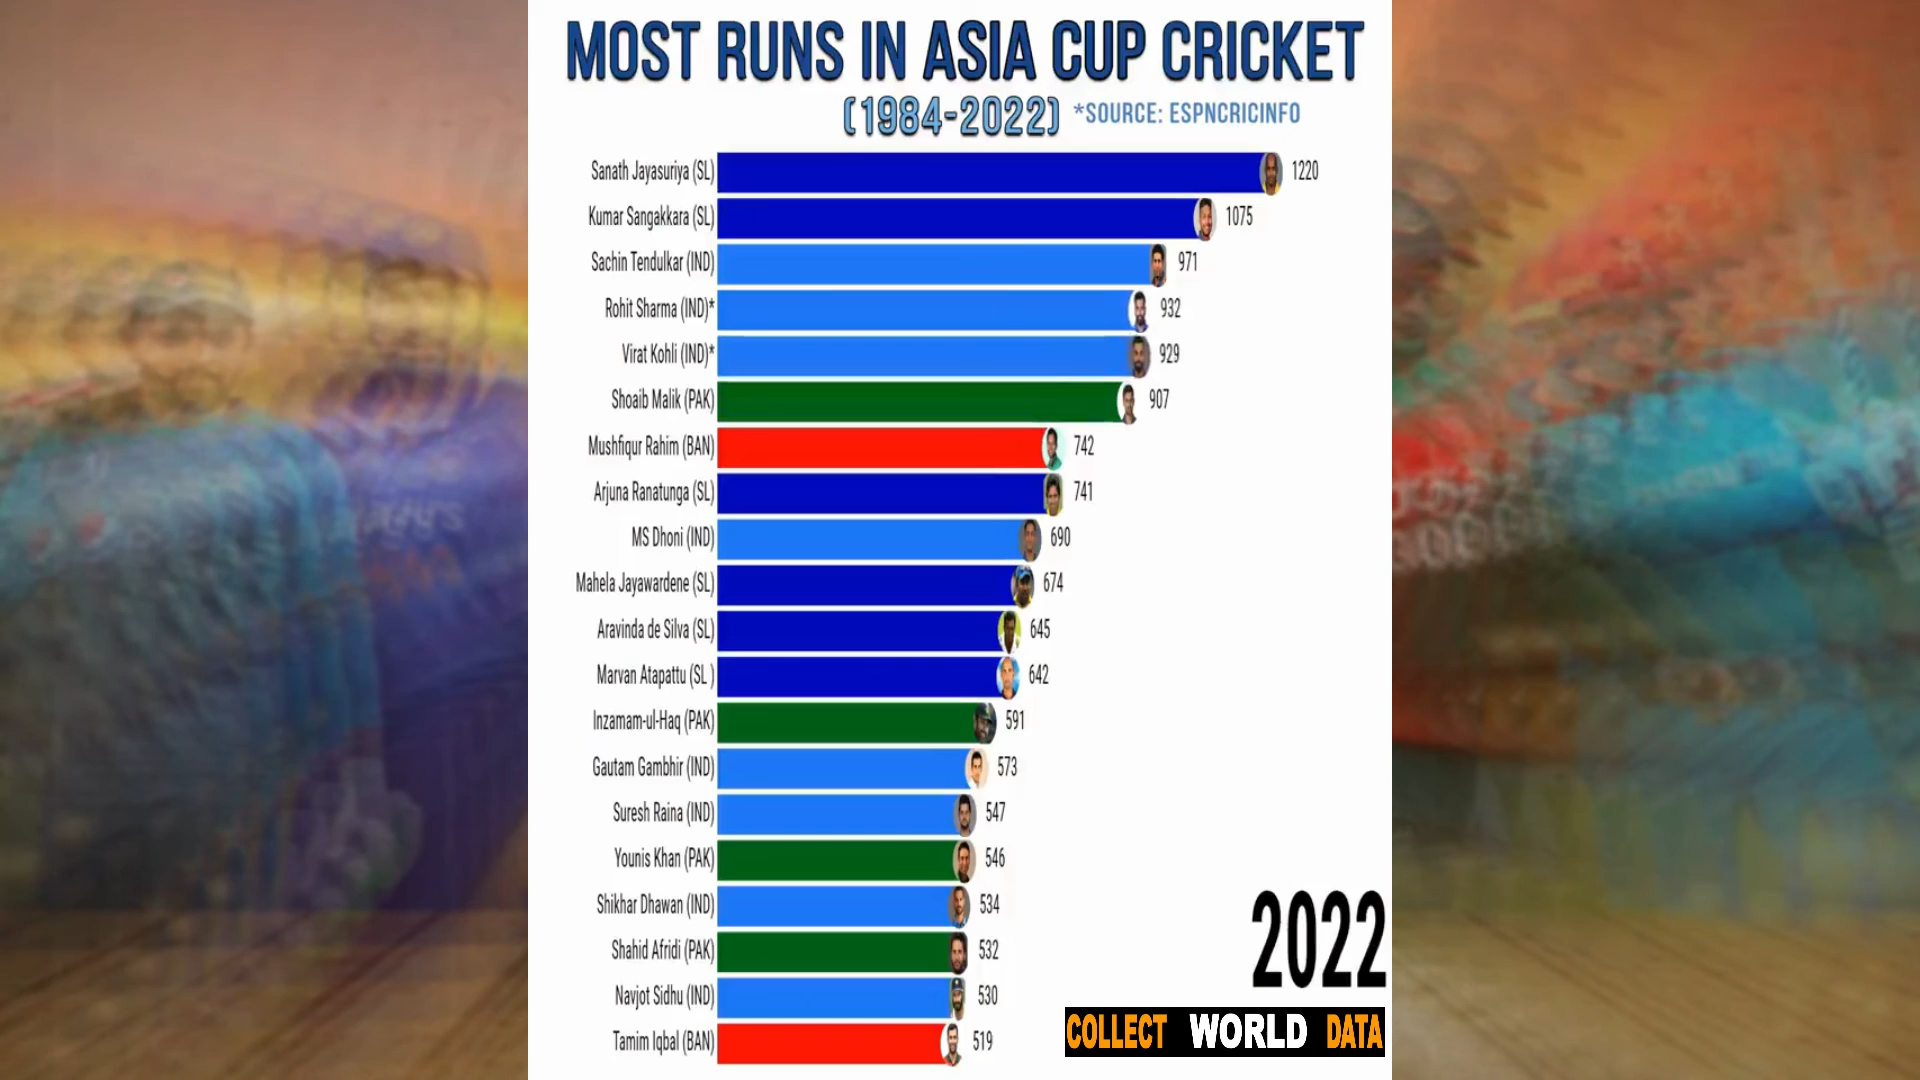 MOST RUNS IN ASIA CUP CRICKET
(1984-2022) *SOURCE: ESPNCRICINFO
Sanath Jayasuriya (SL) 1220
Kumar Sangakkara (SL) 1075
Sachin Tendulkar (IND) 971
Rohit Sharma (IND)* 932
Virat Kohli (IND)* 929
Shoaib Malik (PAK) 907
Mushfiqur Rahim (BAN) 742
Arjuna Ranatunga (SL) 741
MS Dhoni (IND) 690
Mahela Jayawardene (SL) 674
Aravinda de Silva (SL) 645
Marvan Atapattu (SL ) 642
Inzamam-ul-Haq (PAK) 591
Gautam Gambhir (IND) 573
Suresh Raina (IND) 547
Younis Khan (PAK) 546
Shikhar Dhawan (IND) 534
Shahid Afridi (PAK) 532
Navjot Sidhu (IND) 530
Tamim Iqbal (BAN) 519
2022
COLLECT WORLD DATA